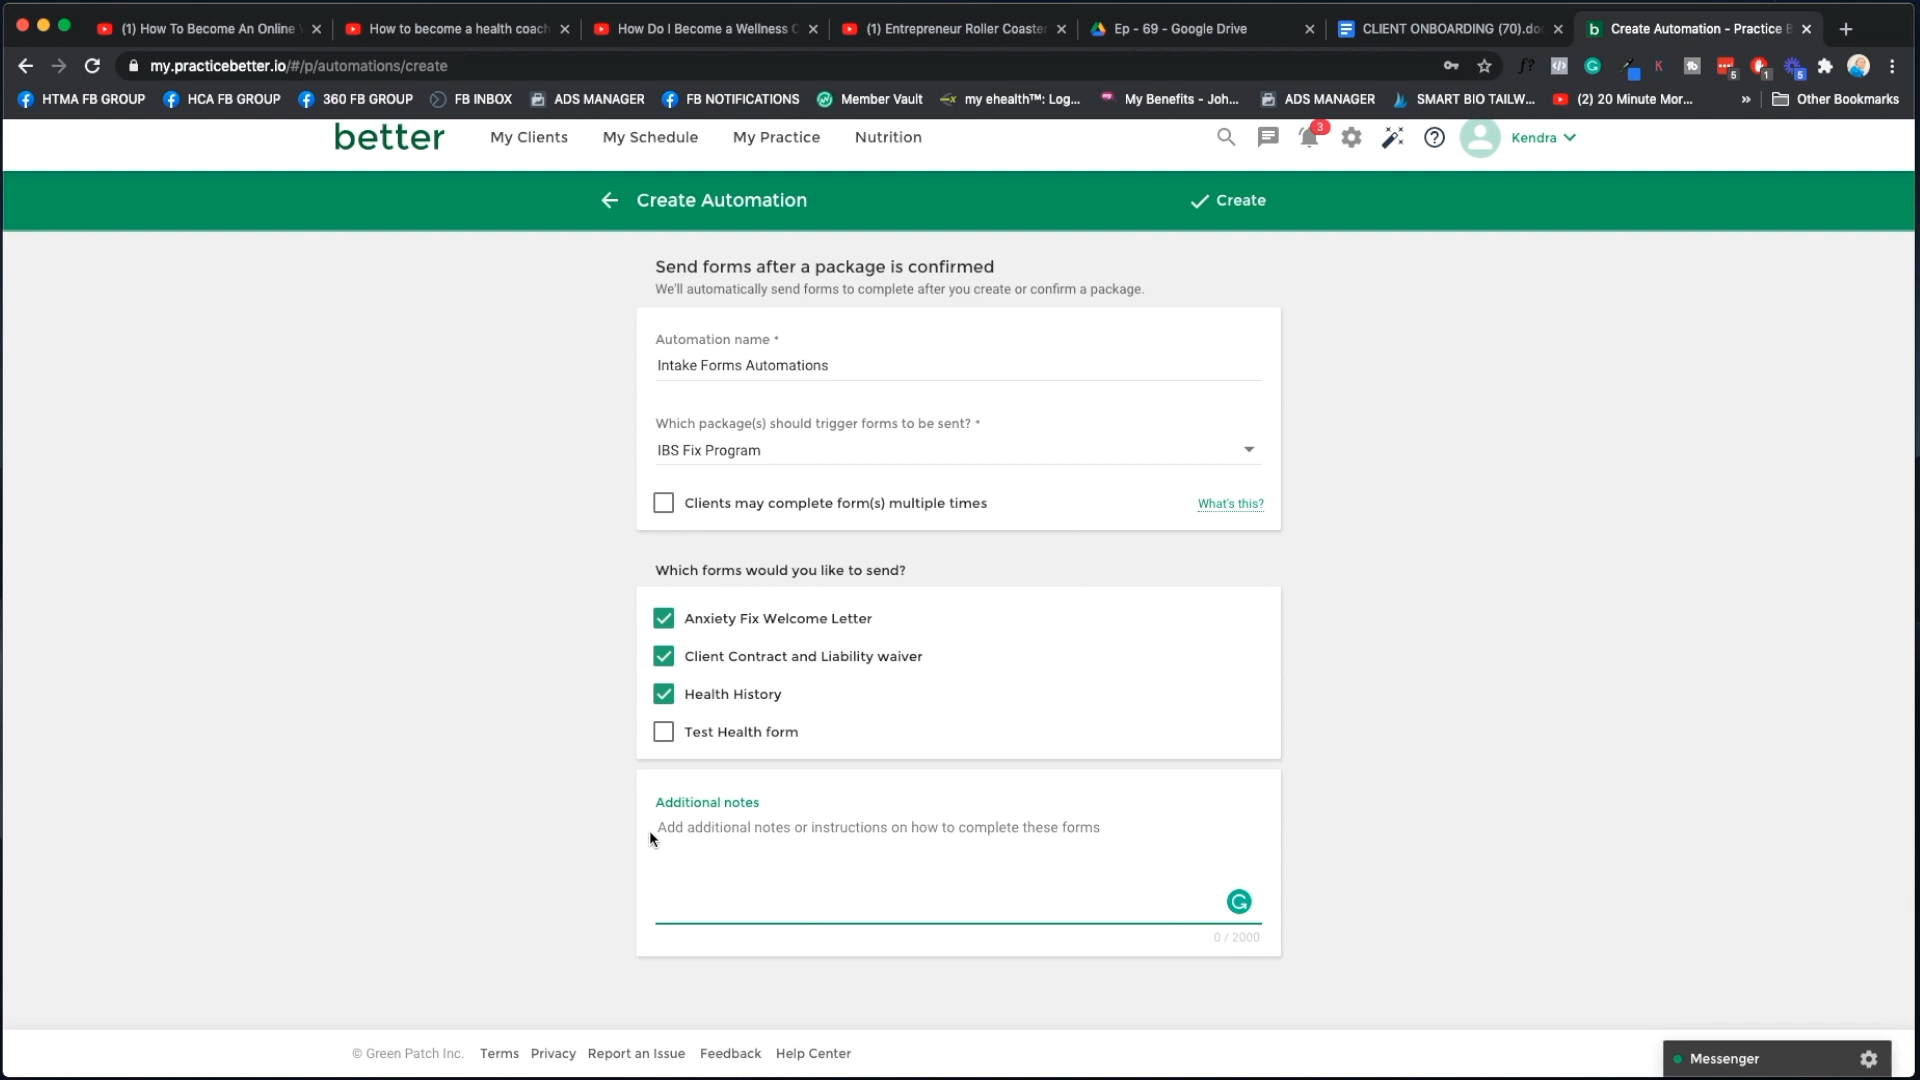 (1) How To Become An Online
How to become a health coach
How Do I Become a Wellness C
(1) Entrepreneur Roller Coaster
Ep - 69 - Google Drive
CLIENT ONBOARDING (70).doc
Create Automation - Practice B
my.practicebetter.io/#/p/automations/create
HTMA FB GROUP
HCA FB GROUP
360 FB GROUP
FB INBOX
ADS MANAGER
FB NOTIFICATIONS
Member Vault
my ehealth™: Log...
My Benefits - Joh...
ADS MANAGER
SMART BIO TAILW...
(2) 20 Minute Mor...
» Other Bookmarks
better
My Clients
My Schedule
My Practice
Nutrition
3
Kendra
Create Automation
Create
Send forms after a package is confirmed
We'll automatically send forms to complete after you create or confirm a package.
Automation name *
Intake Forms Automations
Which package(s) should trigger forms to be sent? *
IBS Fix Program
Clients may complete form(s) multiple times
What's this?
Which forms would you like to send?
Anxiety Fix Welcome Letter
Client Contract and Liability waiver
Health History
Test Health form
Additional notes
Add additional notes or instructions on how to complete these forms
0 / 2000
© Green Patch Inc.
Terms
Privacy
Report an Issue
Feedback
Help Center
Messenger